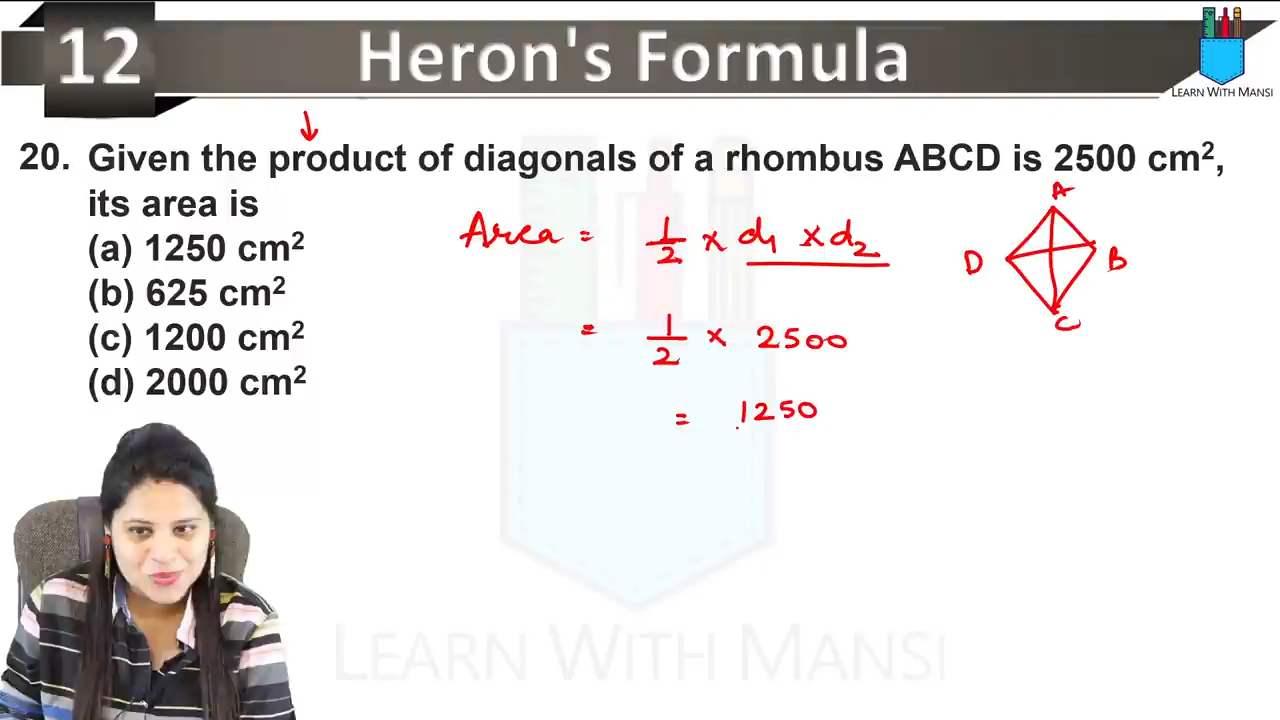 12 Heron's Formula
LEARN WITH MANSI
20. Given the product of diagonals of a rhombus ABCD is 2500 cm²,
its area is
(a) 1250 cm²
(b) 625 cm²
(c) 1200 cm²
(d) 2000 cm²
Area = 1/2 × d₁ × d₂
= 1/2 × 2500
= 1250
A
D B
C
LEARN WITH MANSI